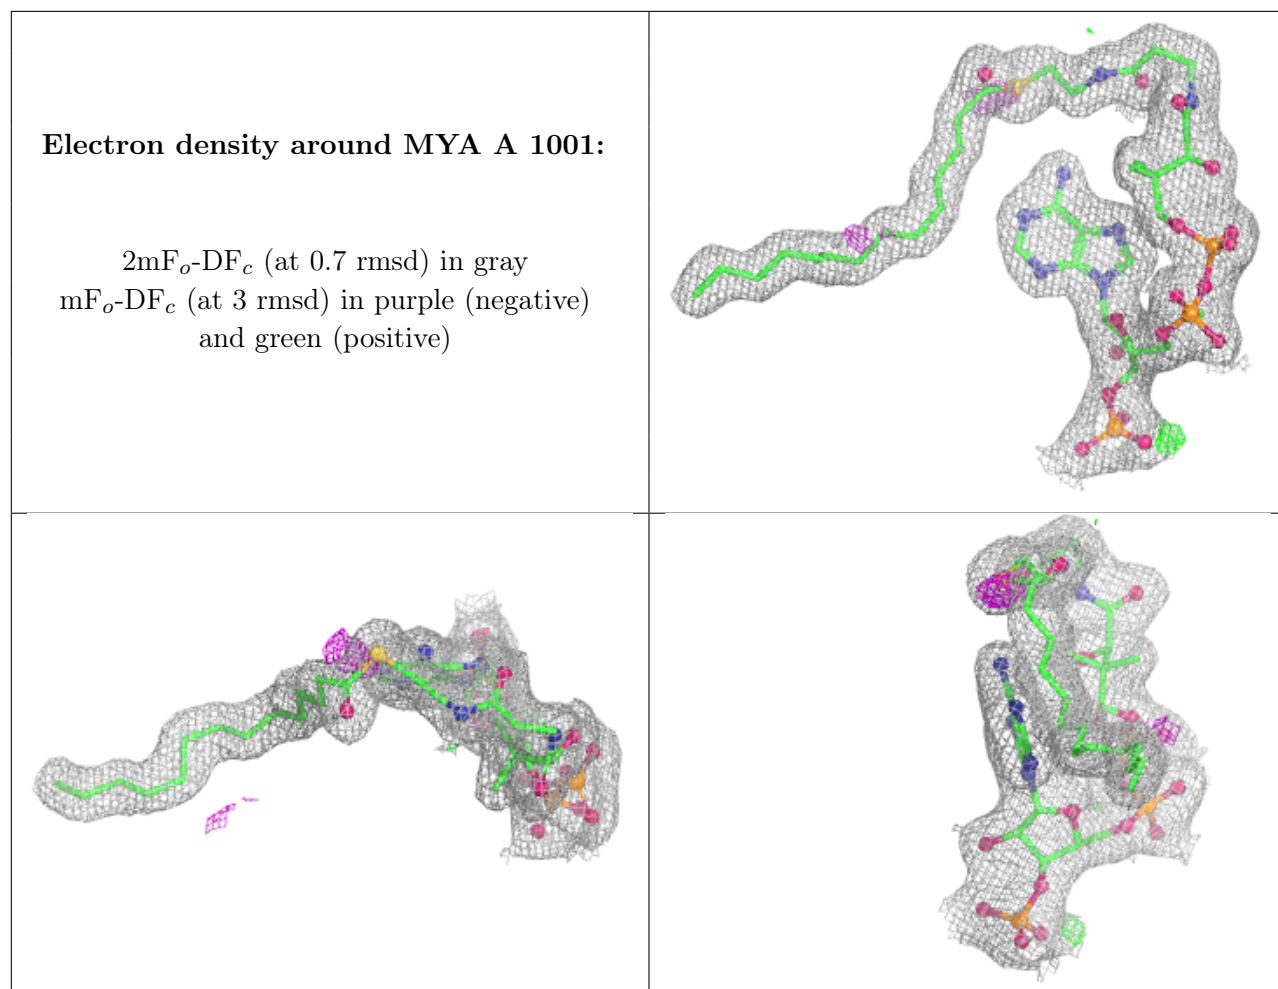 Electron density around MYA A 1001:
2mFo-DFc (at 0.7 rmsd) in gray
mFo-DFc (at 3 rmsd) in purple (negative)
and green (positive)